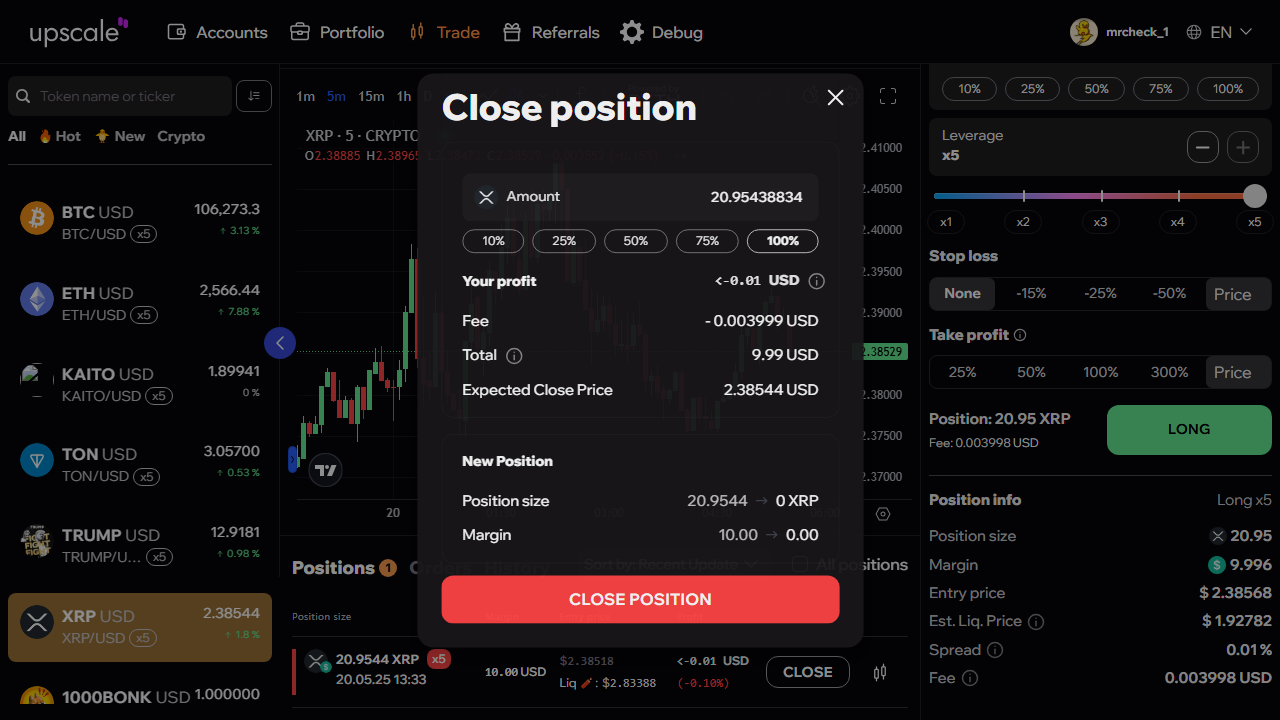 upscale
Accounts
Portfolio
Trade
Referrals
Debug
mrcheck_1
EN
Token name or ticker
All
Hot
New
Crypto
BTC USD
106,273.3
BTC/USD x5
↑ 3.13 %
ETH USD
2,566.44
ETH/USD x5
↑ 7.88 %
KAITO USD
1.89941
KAITO/USD x5
0 %
TON USD
3.05700
TON/USD x5
↑ 0.53 %
TRUMP USD
12.9181
TRUMP/U... x5
↑ 0.98 %
XRP USD
2.38544
XRP/USD x5
↑ 1.8 %
1000BONK USD
1.000000
1m 5m 15m 1h
XRP · 5 · CRYPTO
O2.38885 H2.38965
2.41000
2.40500
2.40000
2.39500
2.39000
2.38529
2.38000
2.37500
2.37000
20
Close position
Amount
20.95438834
10%
25%
50%
75%
100%
Your profit
<-0.01 USD
Fee
-0.003999 USD
Total
9.99 USD
Expected Close Price
2.38544 USD
New Position
Position size
20.9544 → 0 XRP
Margin
10.00 → 0.00
CLOSE POSITION
Positions 1
Orders
History
Sort by: Recent Update
All positions
Position size
20.9544 XRP x5
20.05.25 13:33
10.00 USD
$2.38518
Liq : $2.83388
<-0.01 USD
(-0.10%)
CLOSE
10%
25%
50%
75%
100%
Leverage
x5
x1
x2
x3
x4
x5
Stop loss
None
-15%
-25%
-50%
Price
Take profit
25%
50%
100%
300%
Price
Position: 20.95 XRP
Fee: 0.003998 USD
LONG
Position info
Long x5
Position size
20.95
Margin
9.996
Entry price
$ 2.38568
Est. Liq. Price
$ 1.92782
Spread
0.01 %
Fee
0.003998 USD